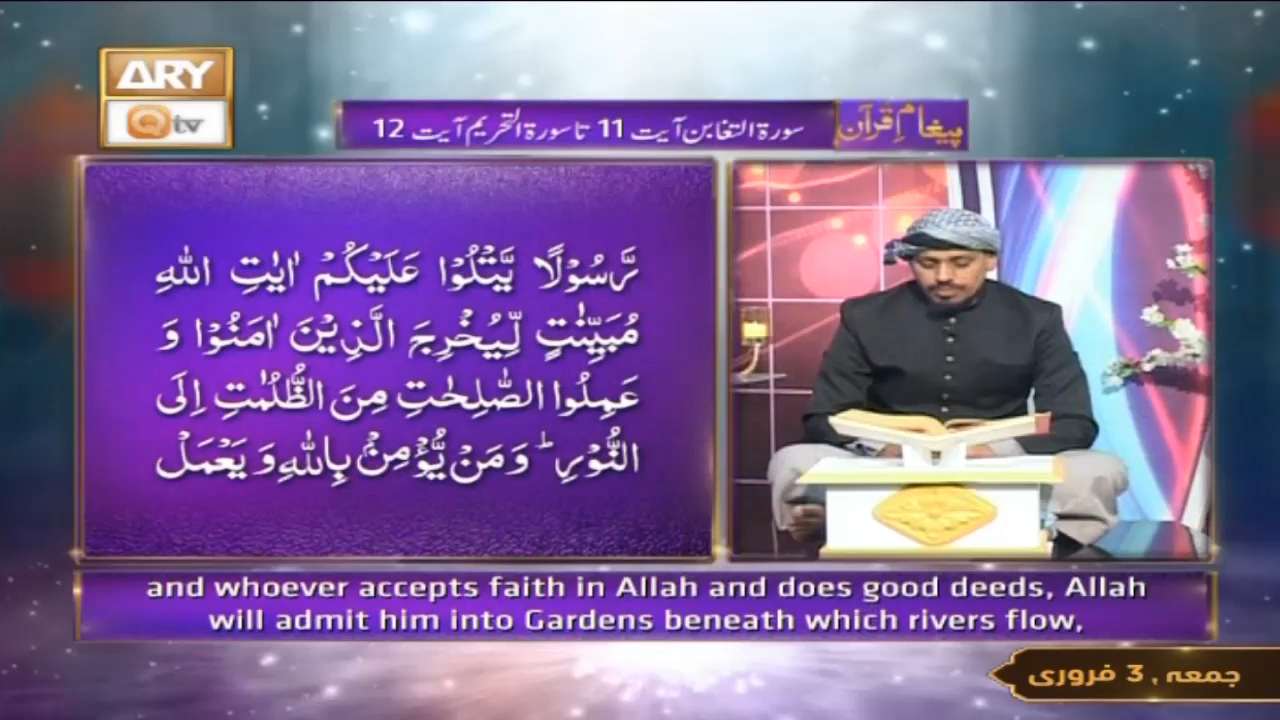 ARY
Qtv
پیغام قرآن
سورۃ التغابن آیت 11 تا سورۃ التحریم آیت 12
رَّسُوۡلًا یَّتۡلُوۡا عَلَیۡکُمۡ اٰیٰتِ اللّٰہِ
مُبَیِّنٰتٍ لِّیُخۡرِجَ الَّذِیۡنَ اٰمَنُوۡا وَ
عَمِلُوا الصّٰلِحٰتِ مِنَ الظُّلُمٰتِ اِلَی
النُّوۡرِ ؕ وَ مَنۡ یُّؤۡمِنۡۢ بِاللّٰہِ وَ یَعۡمَلۡ
and whoever accepts faith in Allah and does good deeds, Allah
will admit him into Gardens beneath which rivers flow,
جمعہ , 3 فروری